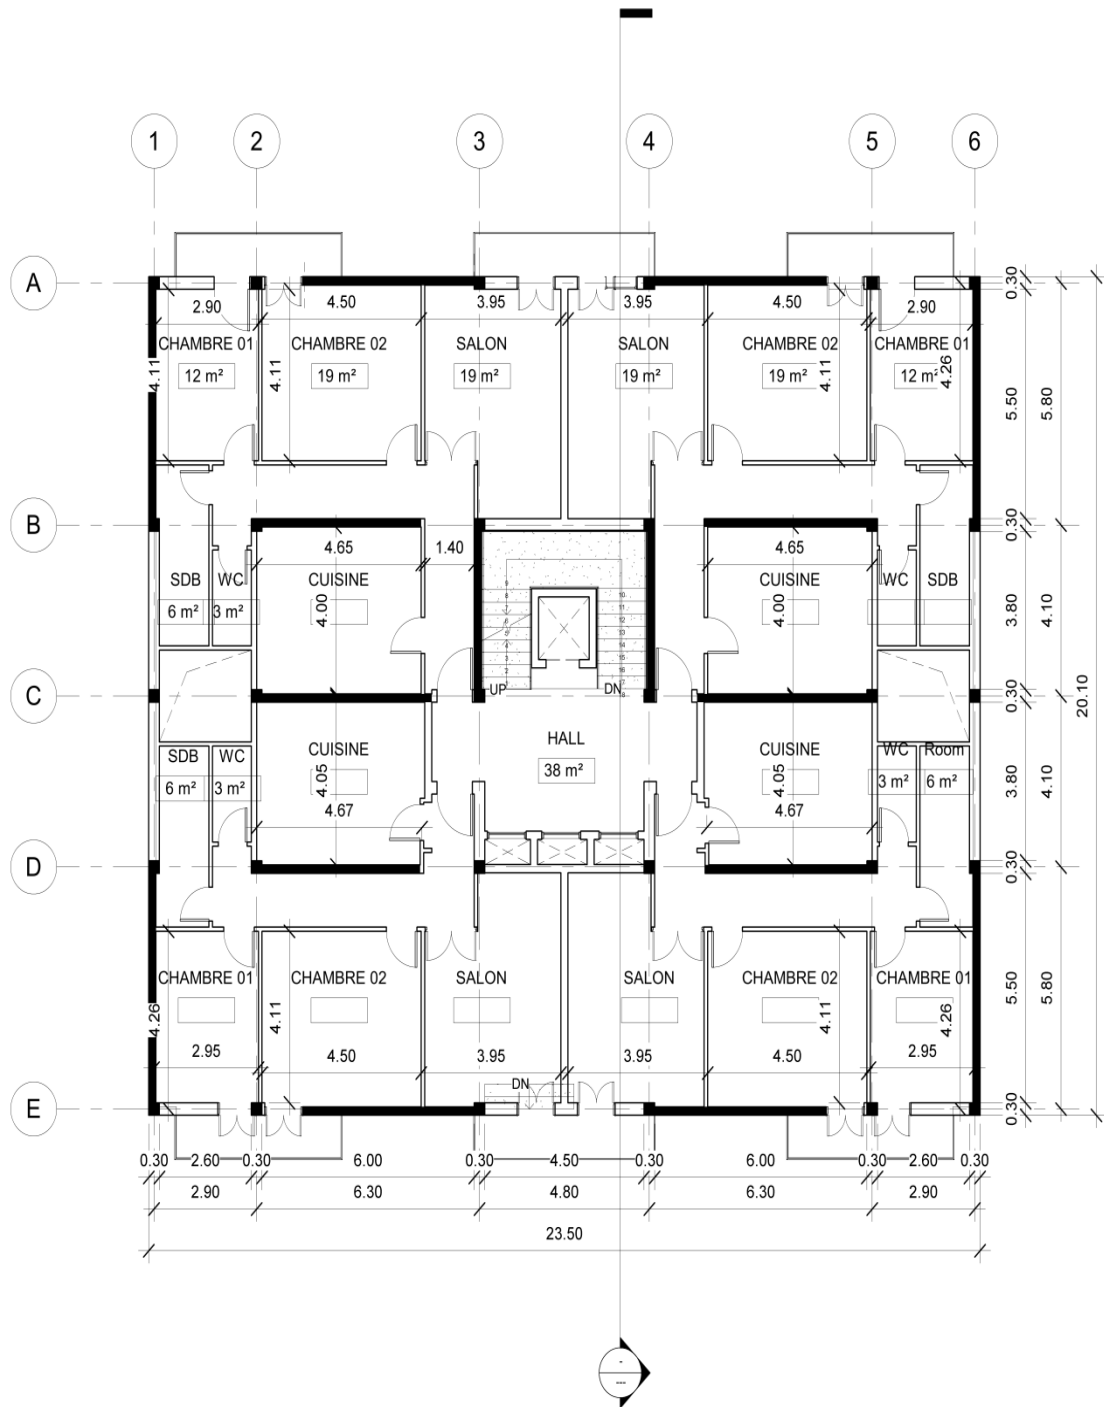 1 2 3 4 5 6
A
0.30
2.90 4.50 3.95 3.95 4.50 2.90
CHAMBRE 01 CHAMBRE 02 SALON SALON CHAMBRE 02 CHAMBRE 01
4.11 4.11 4.11 4.26
12 m² 19 m² 19 m² 19 m² 19 m² 12 m²
5.50 5.80
B
0.30
4.65 1.40 4.65
SDB WC CUISINE CUISINE WC SDB
6 m² 3 m² 4.00 4.00
3.80 4.10
UP DN
C
0.30
20.10
HALL
38 m²
SDB WC CUISINE CUISINE WC Room
6 m² 3 m² 4.05 4.05 3 m² 6 m²
3.80 4.10
4.67 4.67
D
0.30
CHAMBRE 01 CHAMBRE 02 SALON SALON CHAMBRE 02 CHAMBRE 01
4.26 4.11 4.11 4.26
5.50 5.80
2.95 4.50 3.95 3.95 4.50 2.95
DN
E
0.30
0.30 2.60 0.30 6.00 0.30 4.50 0.30 6.00 0.30 2.60 0.30
2.90 6.30 4.80 6.30 2.90
23.50
-
---